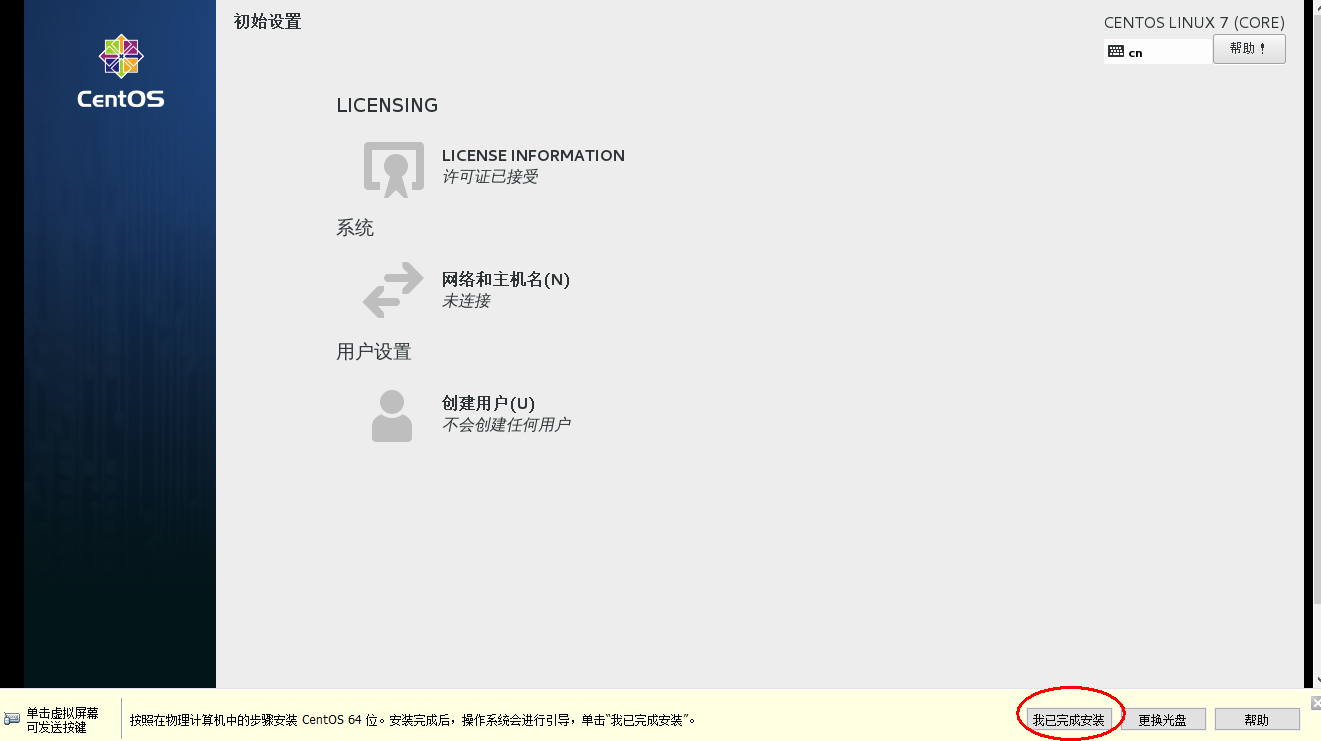 CentOS
初始设置
CENTOS LINUX 7 (CORE)
cn
帮助！
LICENSING
LICENSE INFORMATION
许可证已接受
系统
网络和主机名(N)
未连接
用户设置
创建用户(U)
不会创建任何用户
单击虚拟屏幕
可发送按键
按照在物理计算机中的步骤安装 CentOS 64 位。安装完成后，操作系统会进行引导，单击“我已完成安装”。
我已完成安装
更换光盘
帮助